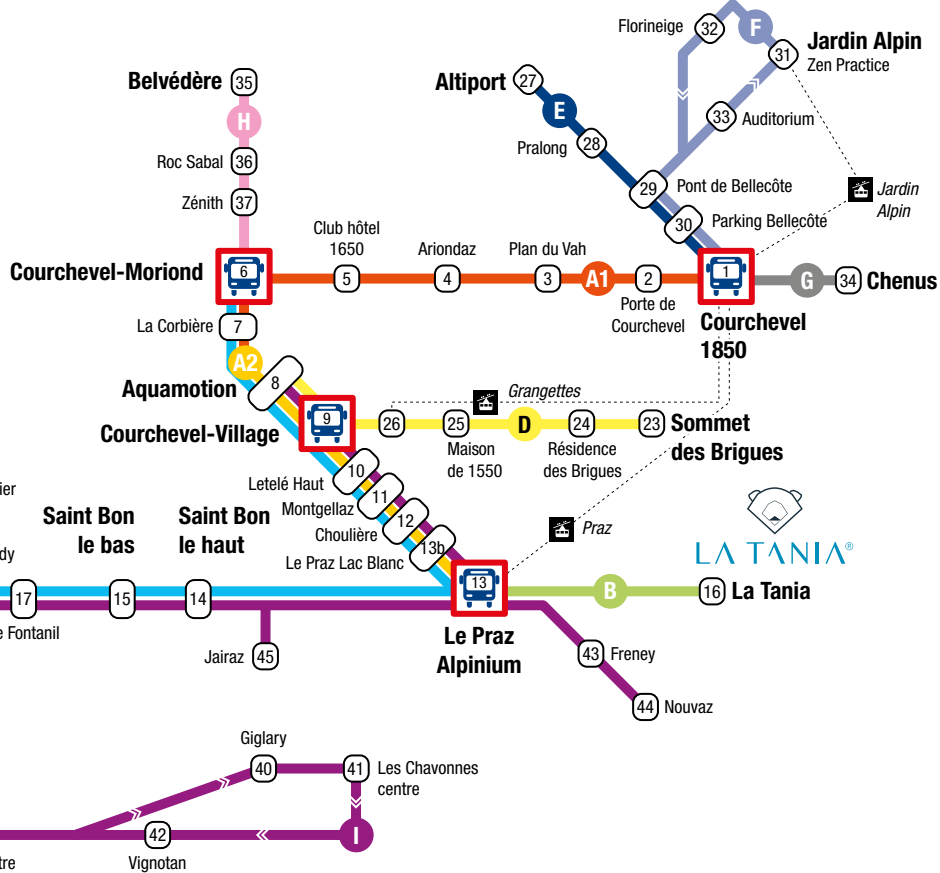 Florineige
32
F
31
Jardin Alpin
Zen Practice
Belvédère
35
Altiport
27
H
E
33
Auditorium
Roc Sabal
36
Pralong
28
Zénith
37
29
Pont de Bellecôte
Jardin
Alpin
30
Parking Bellecôte
Club hôtel
1650
Ariondaz
Plan du Vah
Courchevel-Moriond
6
5
4
3
A1
2
1
G
34
Chenus
Porte de
Courchevel
Courchevel
1850
La Corbière
7
A2
Aquamotion
8
Grangettes
Courchevel-Village
9
26
25
D
24
23
Sommet
des Brigues
Maison
de 1550
Résidence
des Brigues
Letelé Haut
10
ier
Montgellaz
11
Saint Bon
le bas
Saint Bon
le haut
Choulière
12
Praz
LA TANIA®
dy
Le Praz Lac Blanc
13b
17
15
14
13
B
16
La Tania
e Fontanil
Le Praz
Alpinium
Jairaz
45
43
Freney
44
Nouvaz
Giglary
40
41
Les Chavonnes
centre
42
I
tre
Vignotan